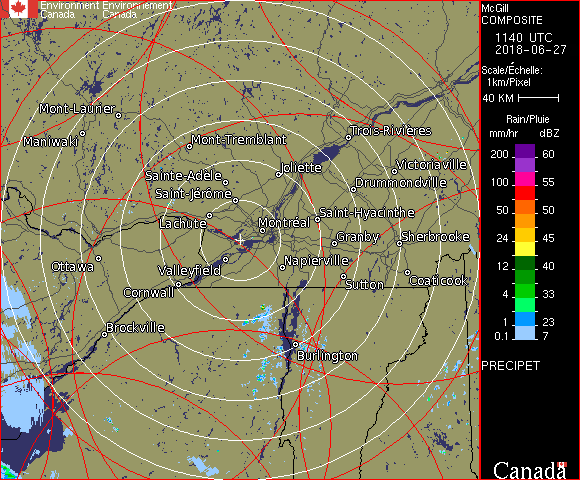 Environment Environnement
Canada Canada
McGill
COMPOSITE
1140 UTC
2018-06-27
Scale/Échelle:
1km/Pixel
40 KM
Rain/Pluie
mm/hr dBZ
200 60
100 55
50 50
24 45
12 40
4 33
1 23
0.1 7
PRECIPET
Canada
Mont-Laurier
Maniwaki
Mont-Tremblant
Trois-Rivières
Joliette
Victoriaville
Sainte-Adèle
Drummondville
Saint-Jérôme
Lachute
Montréal
Saint-Hyacinthe
Granby
Sherbrooke
Ottawa
Valleyfield
Napierville
Cornwall
Sutton
Coaticook
Brockville
Burlington